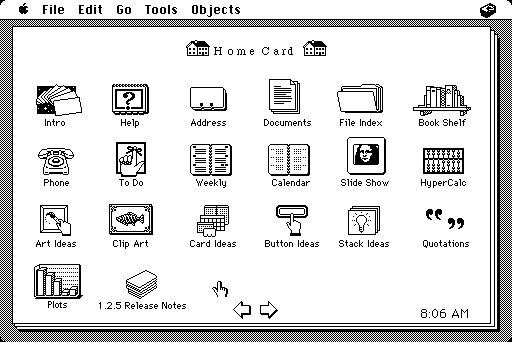 File Edit Go Tools Objects
Home Card
Intro Help Address Documents File Index Book Shelf
Phone To Do Weekly Calendar Slide Show HyperCalc
Art Ideas Clip Art Card Ideas Button Ideas Stack Ideas Quotations
Plots 1.2.5 Release Notes
8:06 AM